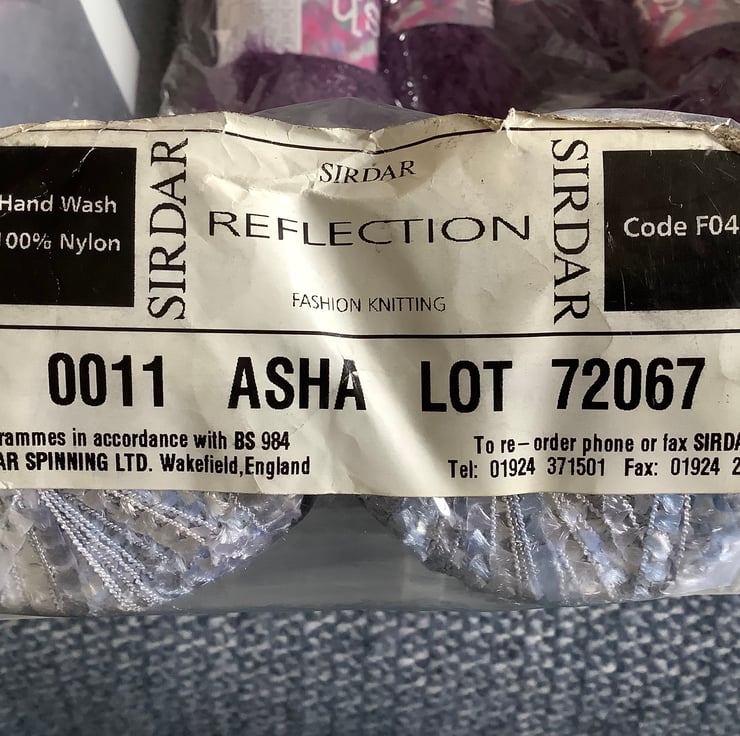 Hand Wash
100% Nylon
SIRDAR
SIRDAR
REFLECTION
FASHION KNITTING
SIRDAR
Code F04
0011 ASHA LOT 72067
rammes in accordance with BS 984
AR SPINNING LTD. Wakefield, England
To re-order phone or fax SIRDA
Tel: 01924 371501 Fax: 01924 2